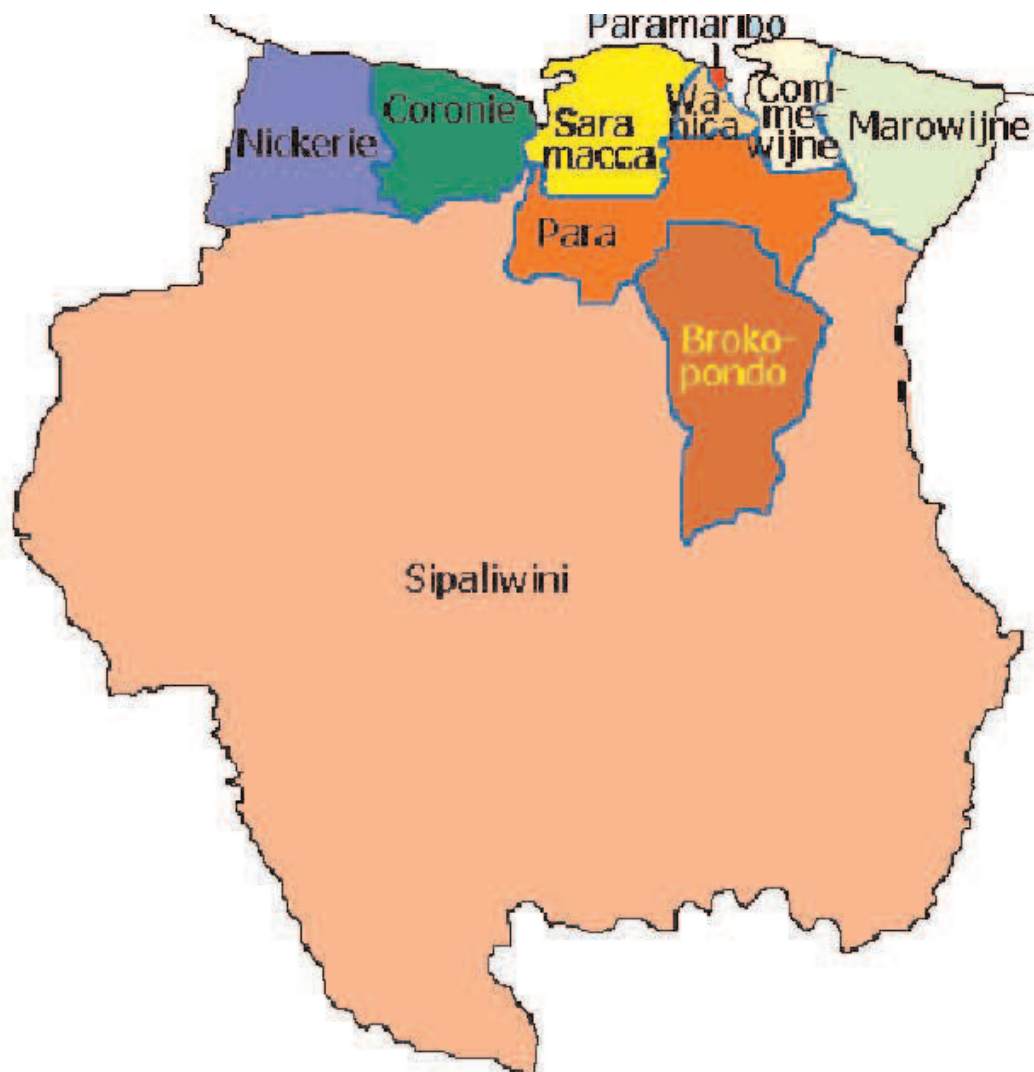 Paramaribo
Nickerie
Coronie
Sara
macca
Wa-
nica
Com-
me-
wijne
Marowijne
Para
Broko-
pondo
Sipaliwini